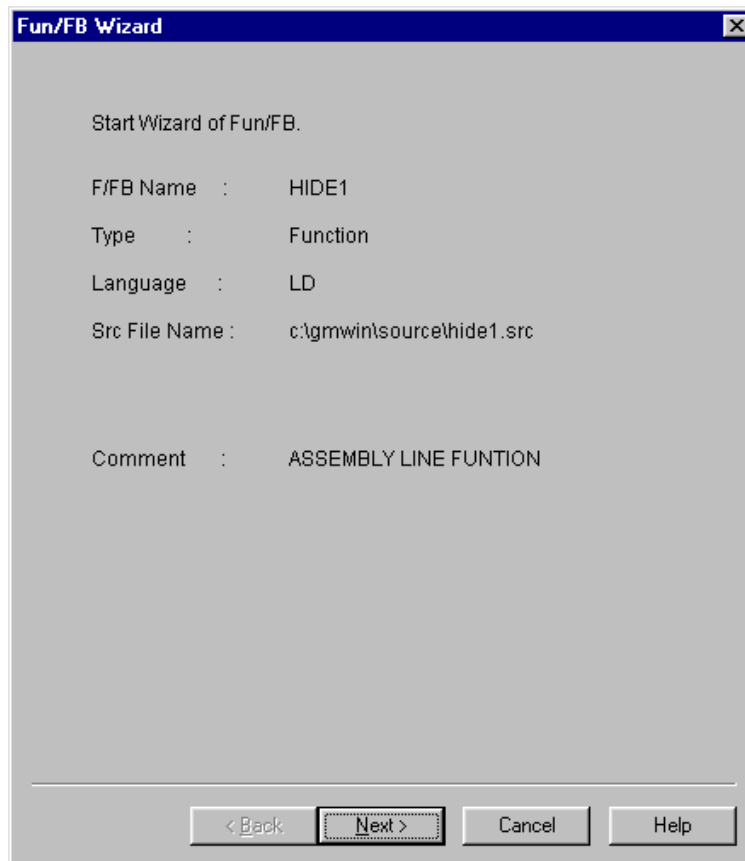 Fun/FB Wizard
Start Wizard of Fun/FB.
F/FB Name : HIDE1
Type : Function
Language : LD
Src File Name : c:\gmwin\source\hide1.src
Comment : ASSEMBLY LINE FUNTION
< Back Next > Cancel Help